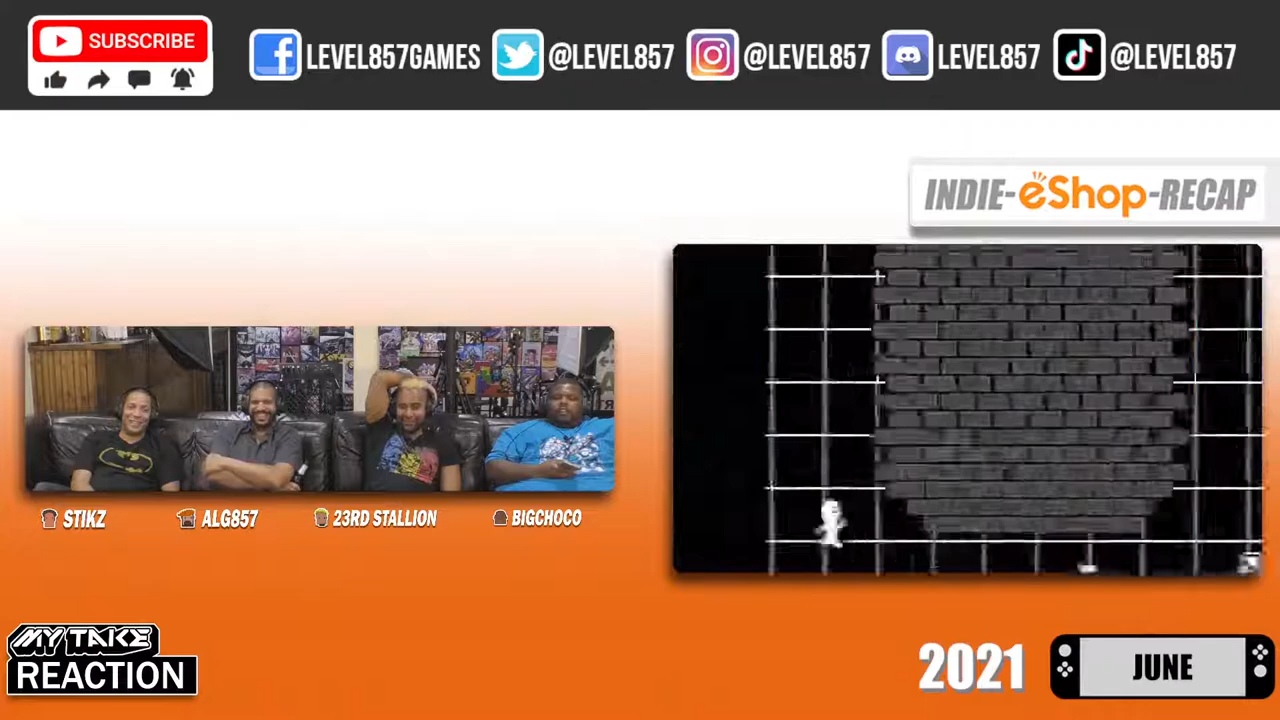 SUBSCRIBE
LEVEL857GAMES
@LEVEL857
@LEVEL857
LEVEL857
@LEVEL857
INDIE-eShop-RECAP
STIKZ
ALG857
23RD STALLION
BIGCHOCO
MY TAKE
REACTION
2021
JUNE